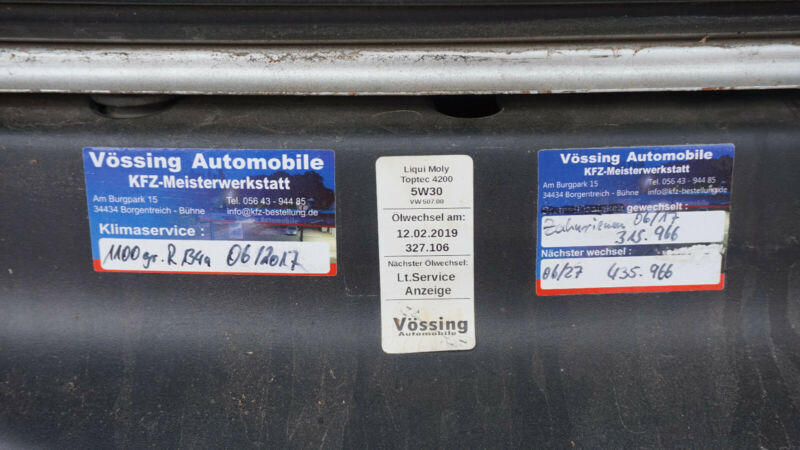 Vössing Automobile
KFZ-Meisterwerkstatt
Am Burgpark 15 Tel. 056 43 - 944 85
34434 Borgentreich - Bühne info@kfz-bestellung.de
Klimaservice :
1100 gr. R 134a 06/2017
Liqui Moly
Toptec 4200
5W30
VW 507.00
Ölwechsel am:
12.02.2019
327.106
Nächster Ölwechsel:
Lt.Service
Anzeige
Vössing
Automobile
Vössing Automobile
KFZ-Meisterwerkstatt
Am Burgpark 15 Tel. 056 43 - 944 85
34434 Borgentreich - Bühne info@kfz-bestellung.de
gewechselt :
Zahnriemen 06/17
315.966
Nächster wechsel :
06/27 435.966